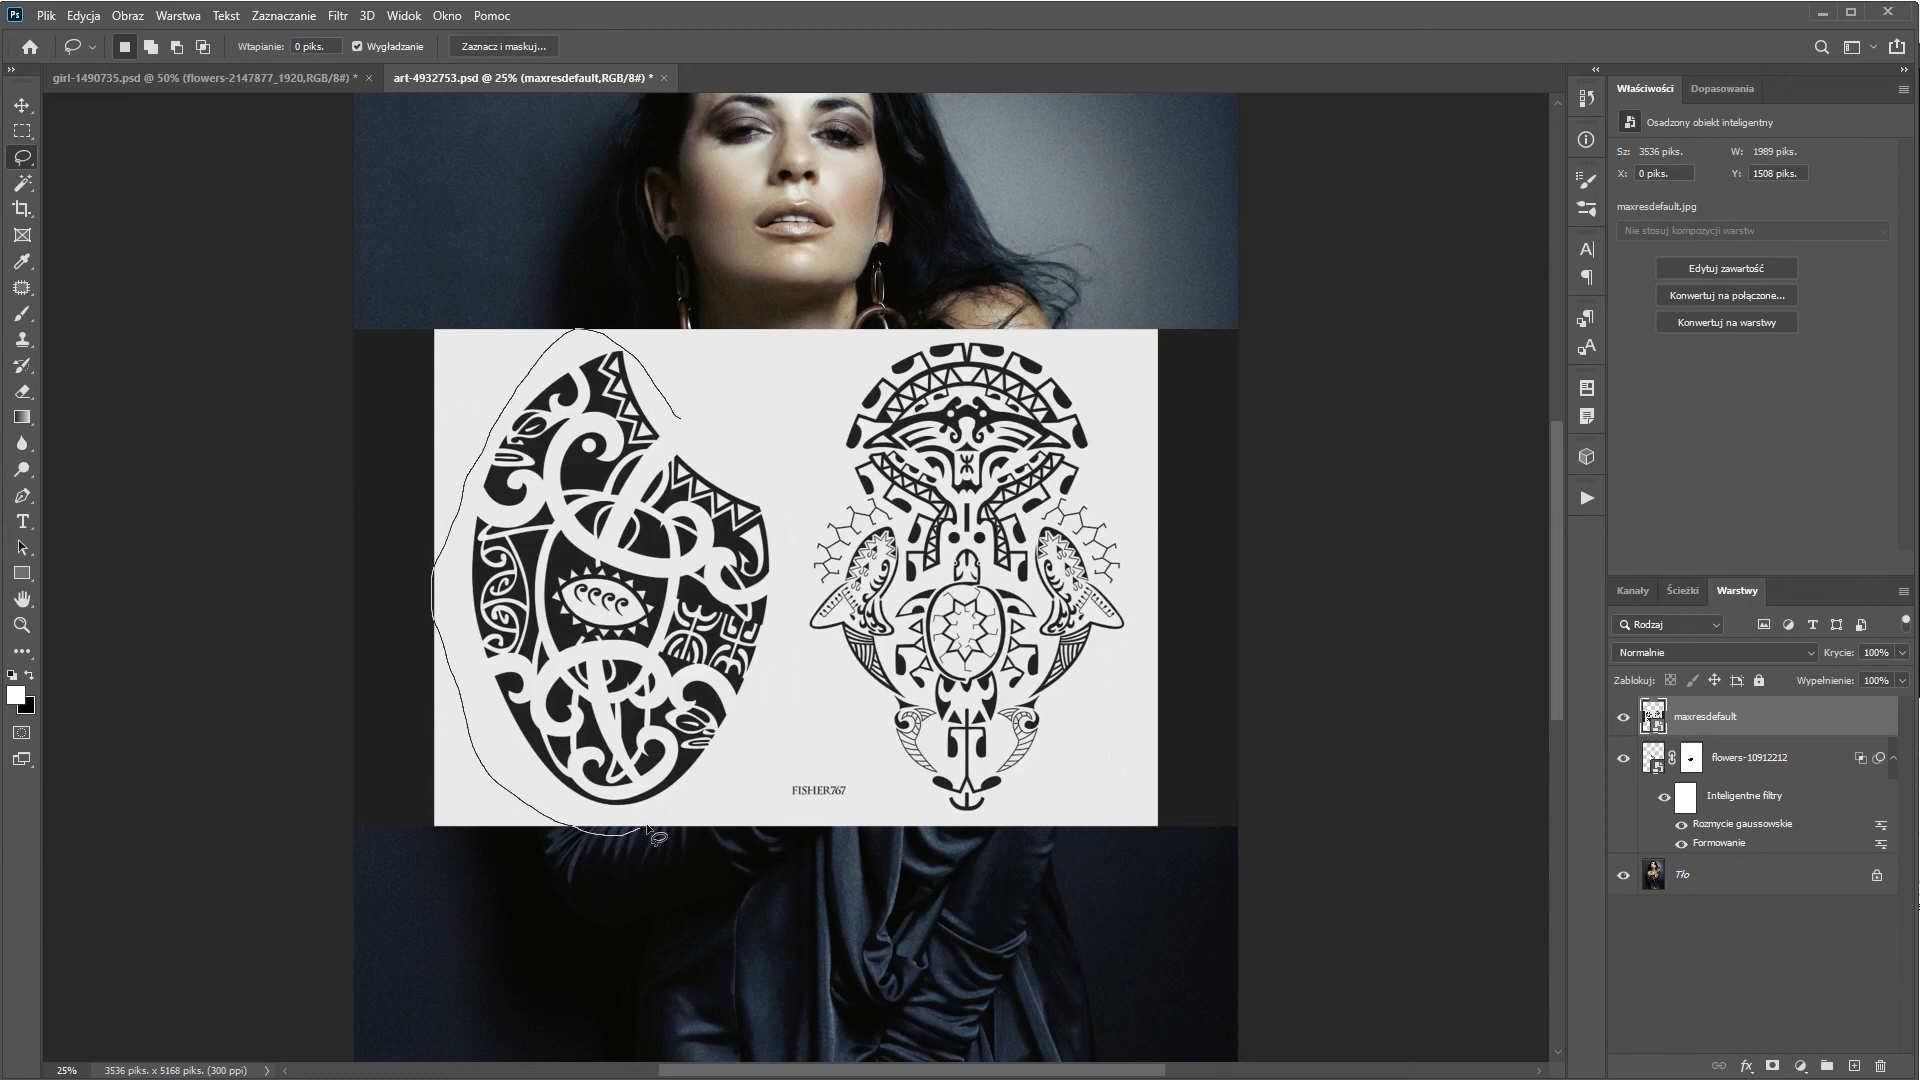 Ps Plik Edycja Obraz Warstwa Tekst Zaznaczanie Filtr 3D Widok Okno Pomoc
Wtapianie: 0 piks. Wygładzanie Zaznacz i maskuj...
girl-1490735.psd @ 50% (flowers-2147877_1920,RGB/8#) * × art-4932753.psd @ 25% (maxresdefault,RGB/8#) * ×
Właściwości Dopasowania
Osadzony obiekt inteligentny
Sz: 3536 piks. W: 1989 piks.
X: 0 piks. Y: 1508 piks.
maxresdefault.jpg
Nie stosuj kompozycji warstw
Edytuj zawartość
Konwertuj na połączone...
Konwertuj na warstwy
FISHER767
Kanały Ścieżki Warstwy
Rodzaj
Normalnie Krycie: 100%
Zablokuj: Wypełnienie: 100%
maxresdefault
flowers-10912212
Inteligentne filtry
Rozmycie gaussowskie
Formowanie
Tło
25% 3536 piks. x 5168 piks. (300 ppi)